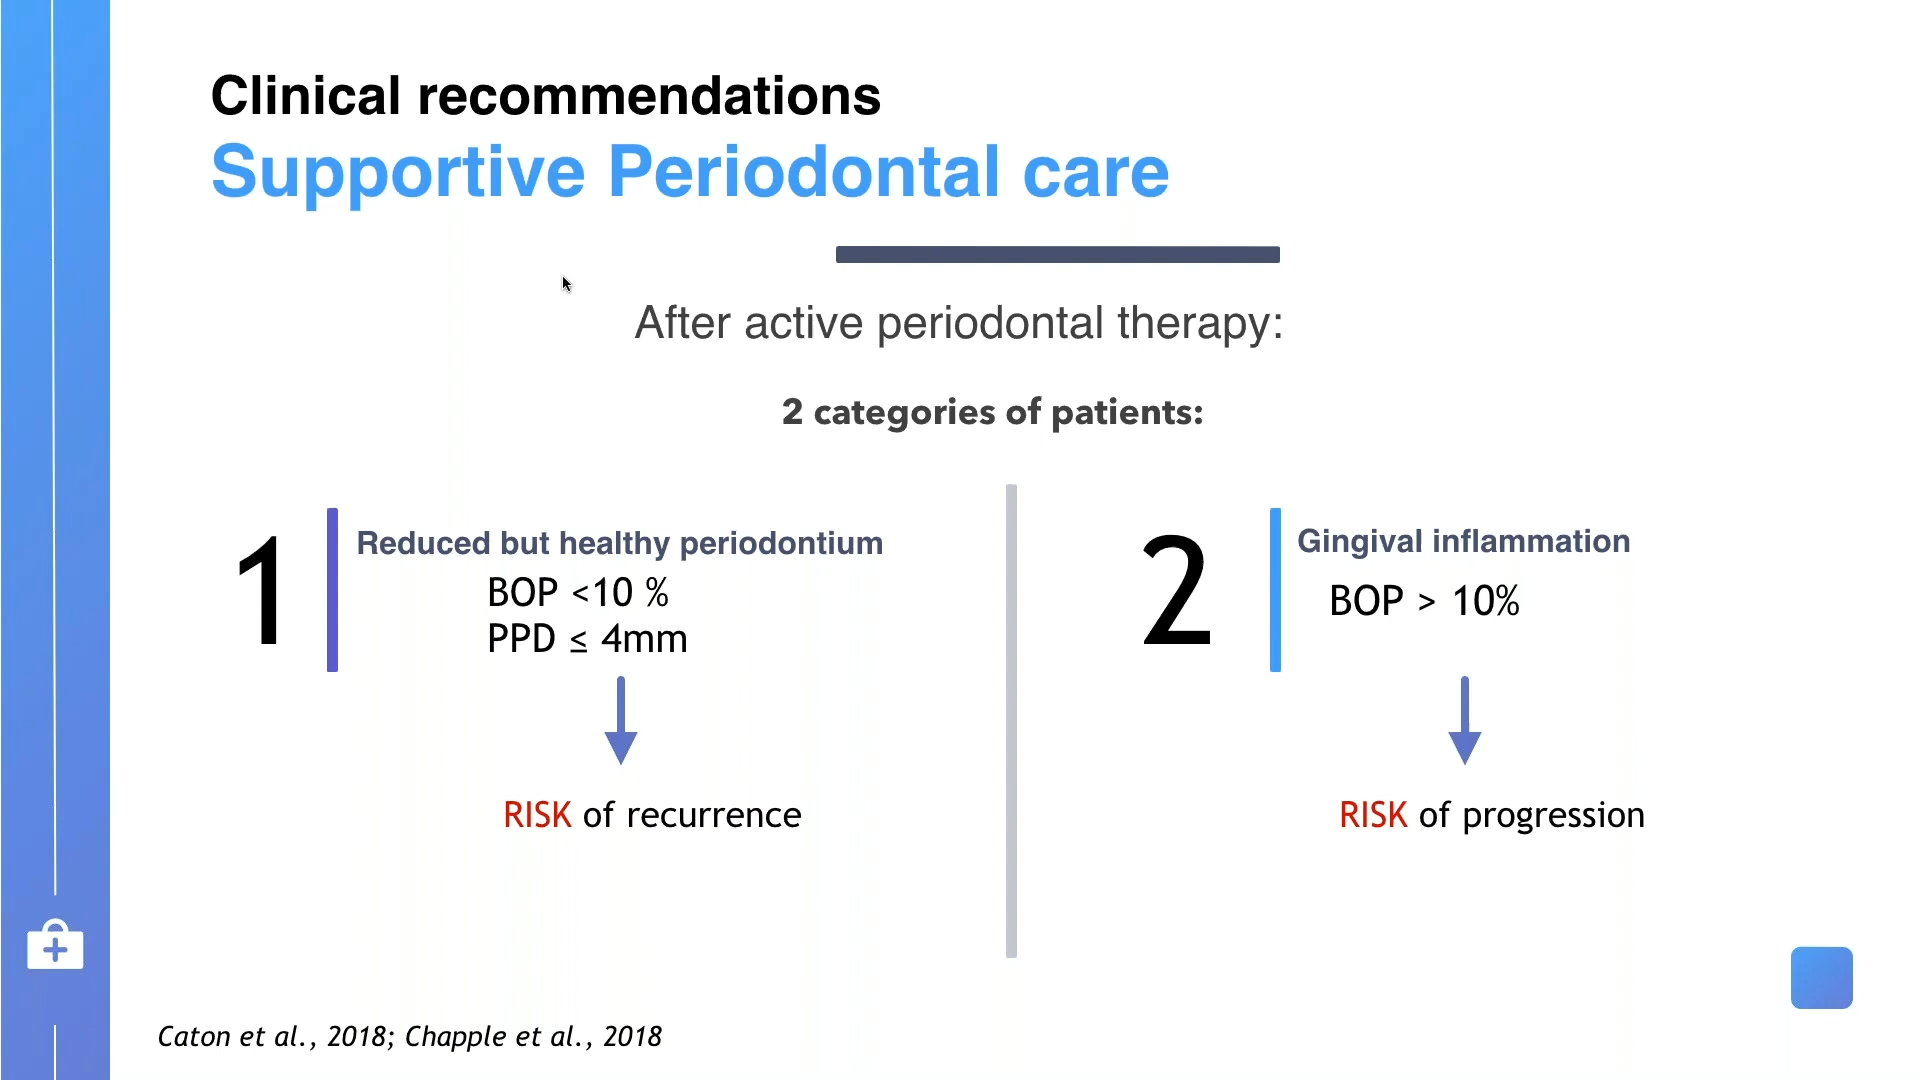 Clinical recommendations
Supportive Periodontal care
After active periodontal therapy:
2 categories of patients:
1
Reduced but healthy periodontium
BOP <10 %
PPD ≤ 4mm
RISK of recurrence
2
Gingival inflammation
BOP > 10%
RISK of progression
Caton et al., 2018; Chapple et al., 2018